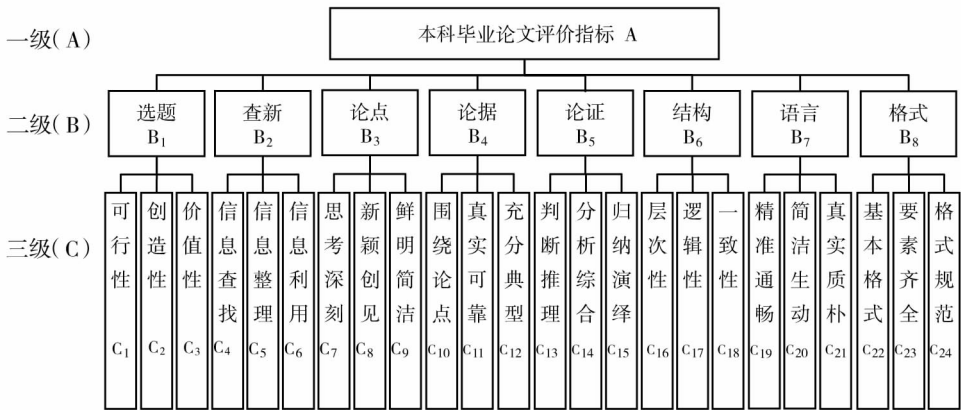 一级(A)
本科毕业论文评价指标 A
二级(B)
选题
B₁
查新
B₂
论点
B₃
论据
B₄
论证
B₅
结构
B₆
语言
B₇
格式
B₈
三级(C)
可行性 C₁
创造性 C₂
价值性 C₃
信息查找 C₄
信息整理 C₅
信息利用 C₆
思考深刻 C₇
新颖创见 C₈
鲜明简洁 C₉
围绕论点 C₁₀
真实可靠 C₁₁
充分典型 C₁₂
判断推理 C₁₃
分析综合 C₁₄
归纳演绎 C₁₅
层次性 C₁₆
逻辑性 C₁₇
一致性 C₁₈
精准通畅 C₁₉
简洁生动 C₂₀
真实质朴 C₂₁
基本格式 C₂₂
要素齐全 C₂₃
格式规范 C₂₄